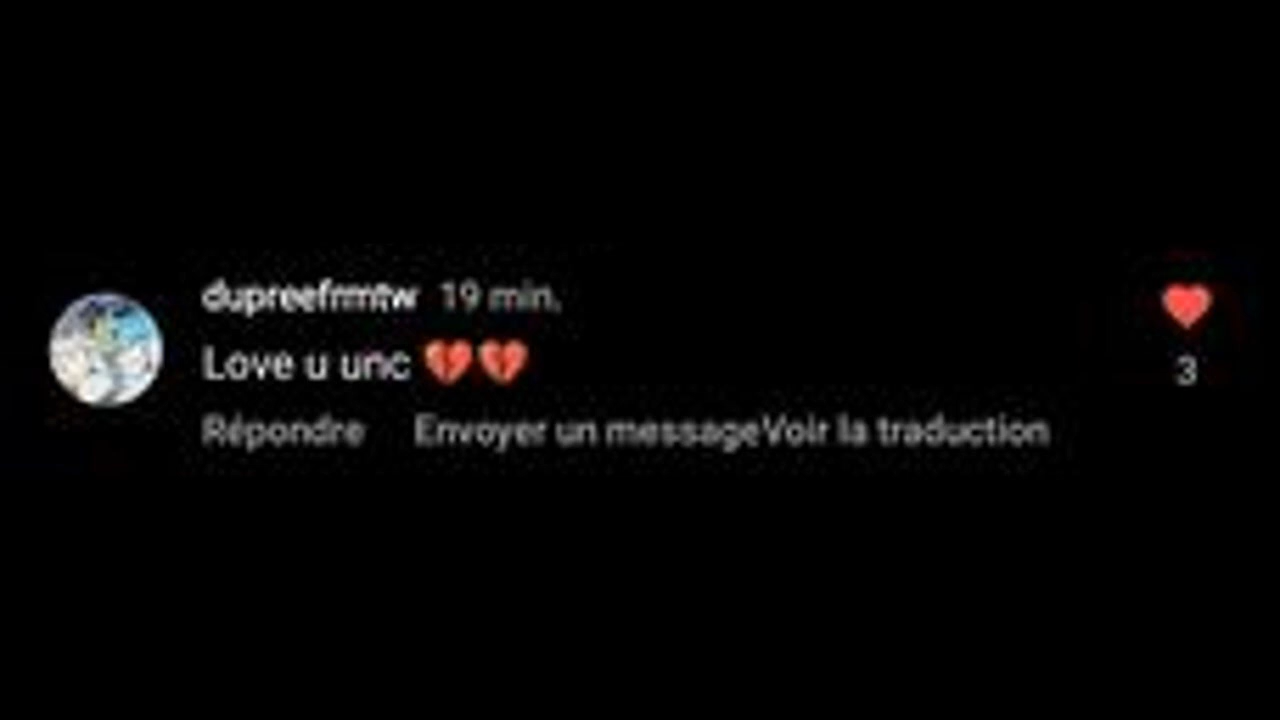 dupreefrmtw 19 min.
Love u unc 💔💔
3
Répondre Envoyer un messageVoir la traduction